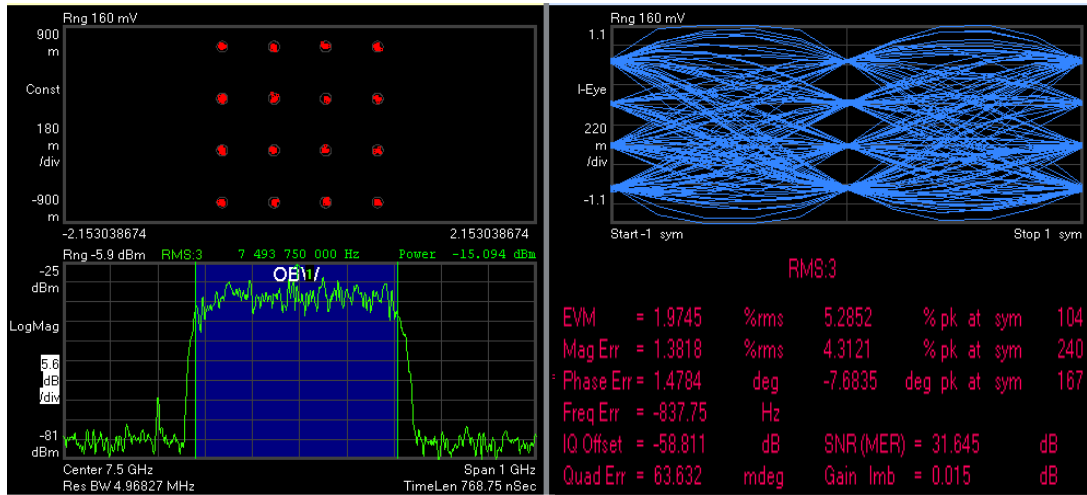 Rng 160 mV
900
m
Const
180
m
/div
-900
m
-2.153038674 2.153038674
Rng 160 mV
1.1
I-Eye
220
m
/div
-1.1
Start -1 sym Stop 1 sym
Rng -5.9 dBm RMS:3 7 493 750 000 Hz Power -15.094 dBm
-25
dBm
LogMag
5.6
dB
/div
-81
dBm
Center 7.5 GHz Span 1 GHz
Res BW 4.96827 MHz TimeLen 768.75 nSec
RMS:3
EVM = 1.9745 %rms 5.2852 % pk at sym 104
Mag Err = 1.3818 %rms 4.3121 % pk at sym 240
Phase Err = 1.4784 deg -7.6835 deg pk at sym 167
Freq Err = -837.75 Hz
IQ Offset = -58.811 dB SNR (MER) = 31.645 dB
Quad Err = 63.632 mdeg Gain Imb = 0.015 dB